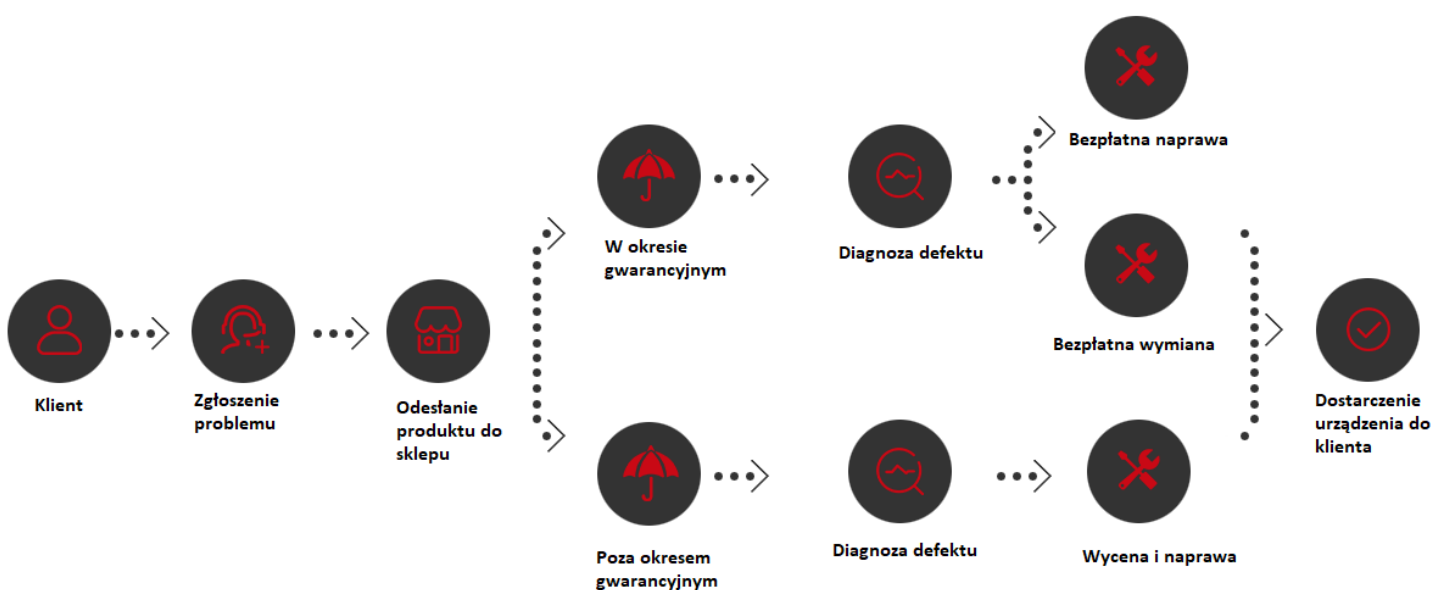 Klient
Zgłoszenie
problemu
Odesłanie
produktu do
sklepu
W okresie
gwarancyjnym
Diagnoza defektu
Bezpłatna naprawa
Bezpłatna wymiana
Poza okresem
gwarancyjnym
Diagnoza defektu
Wycena i naprawa
Dostarczenie
urządzenia do
klienta